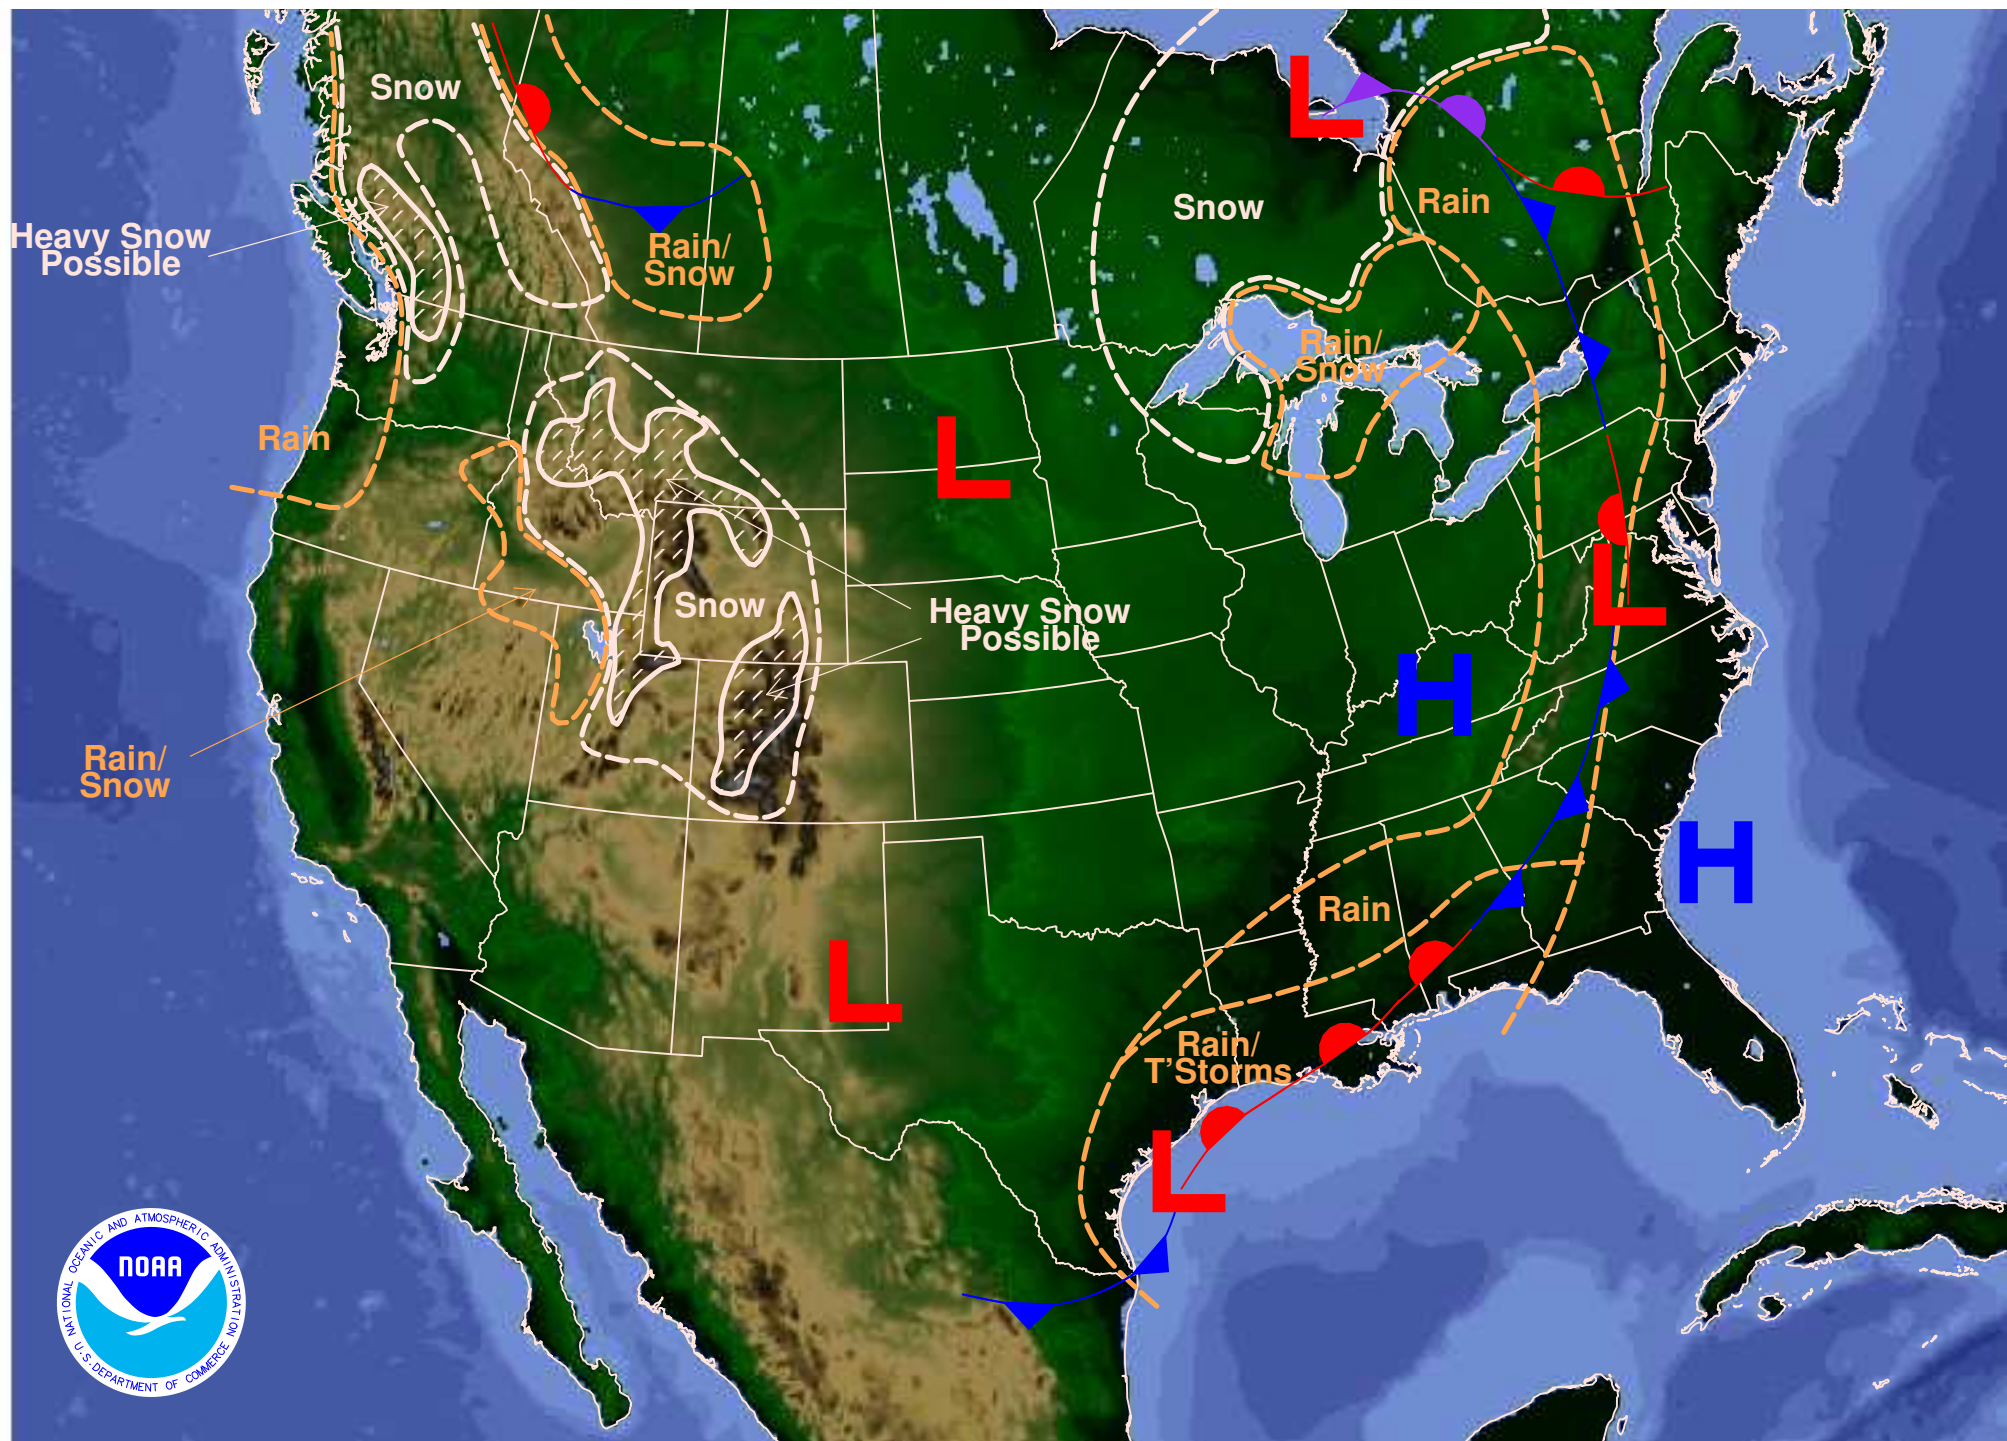 Snow
L
Snow
Rain
Heavy Snow
Possible
Rain/
Snow
Rain/
Snow
Rain
L
Snow
Heavy Snow
Possible
L
H
Rain/
Snow
H
Rain
L
Rain/
T'Storms
L
NOAA
NATIONAL OCEANIC AND ATMOSPHERIC ADMINISTRATION
U.S. DEPARTMENT OF COMMERCE